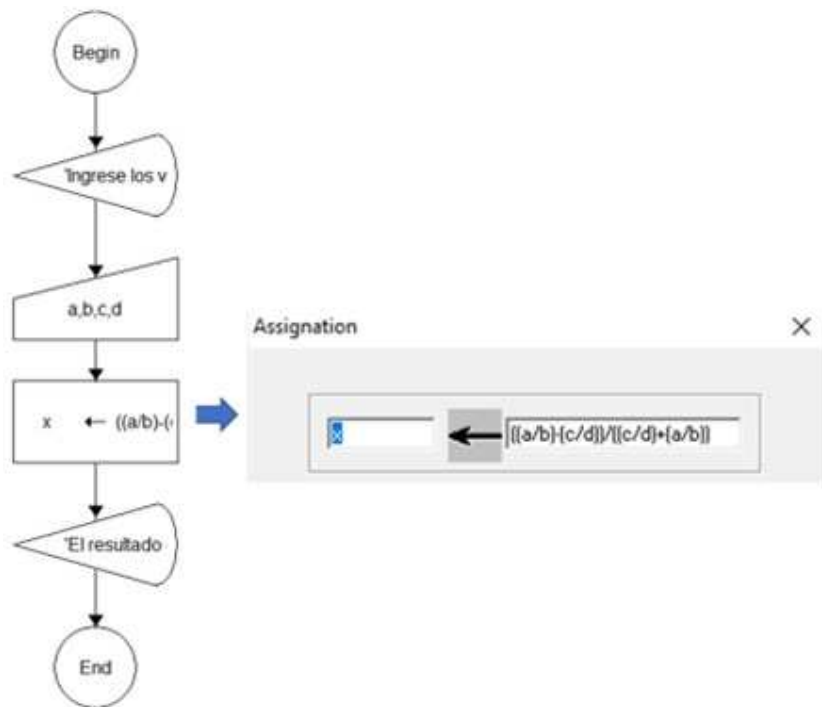 Begin
'Ingrese los v
a,b,c,d
x ← ((a/b)-(
'El resultado
End
Assignation
x
((a/b)-(c/d))/((c/d)+(a/b))